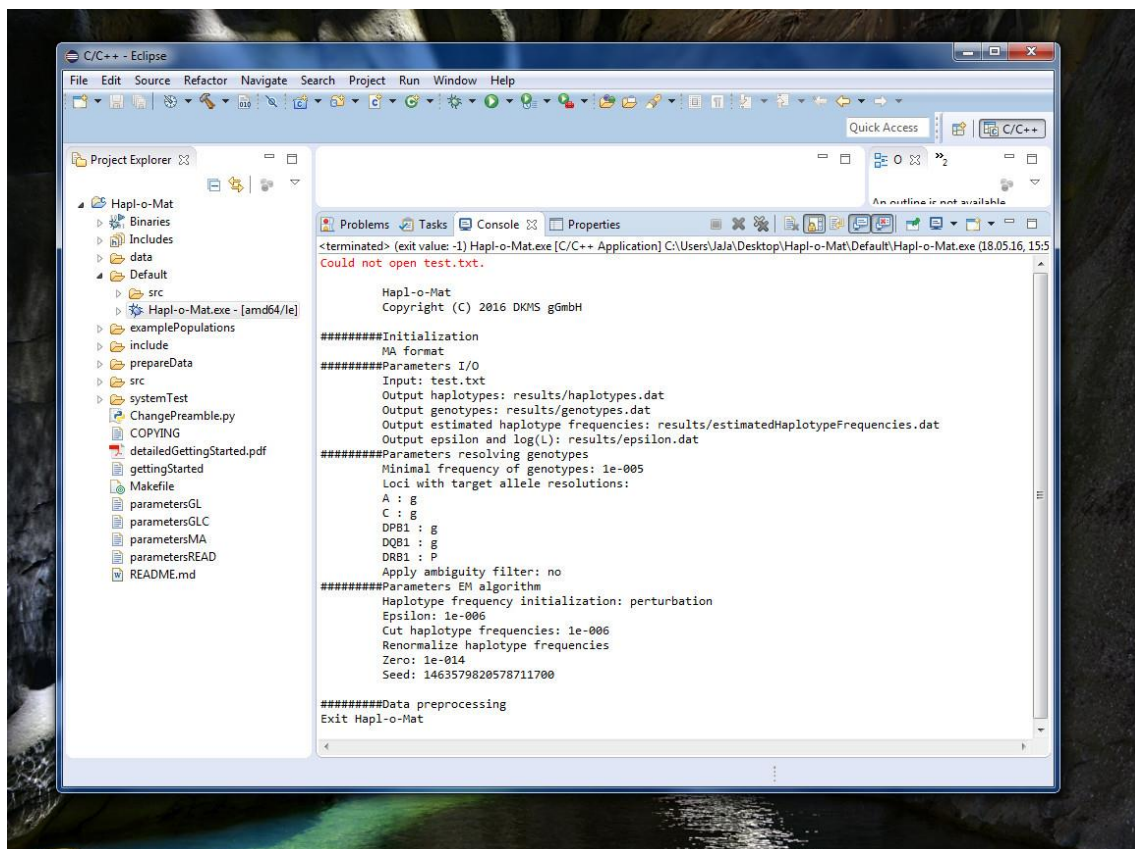 C/C++ - Eclipse
File Edit Source Refactor Navigate Search Project Run Window Help
Quick Access
C/C++
Project Explorer
Hapl-o-Mat
Binaries
Includes
data
Default
src
Hapl-o-Mat.exe - [amd64/le]
examplePopulations
include
prepareData
src
systemTest
ChangePreamble.py
COPYING
detailedGettingStarted.pdf
gettingStarted
Makefile
parametersGL
parametersGLC
parametersMA
parametersREAD
README.md
O
»2
An outline is not available
Problems Tasks Console Properties
<terminated> (exit value: -1) Hapl-o-Mat.exe [C/C++ Application] C:\Users\JaJa\Desktop\Hapl-o-Mat\Default\Hapl-o-Mat.exe (18.05.16, 15:5
Could not open test.txt.
Hapl-o-Mat
Copyright (C) 2016 DKMS gGmbH
#########Initialization
MA format
#########Parameters I/O
Input: test.txt
Output haplotypes: results/haplotypes.dat
Output genotypes: results/genotypes.dat
Output estimated haplotype frequencies: results/estimatedHaplotypeFrequencies.dat
Output epsilon and log(L): results/epsilon.dat
#########Parameters resolving genotypes
Minimal frequency of genotypes: 1e-005
Loci with target allele resolutions:
A : g
C : g
DPB1 : g
DQB1 : g
DRB1 : P
Apply ambiguity filter: no
#########Parameters EM algorithm
Haplotype frequency initialization: perturbation
Epsilon: 1e-006
Cut haplotype frequencies: 1e-006
Renormalize haplotype frequencies
Zero: 1e-014
Seed: 1463579820578711700
#########Data preprocessing
Exit Hapl-o-Mat